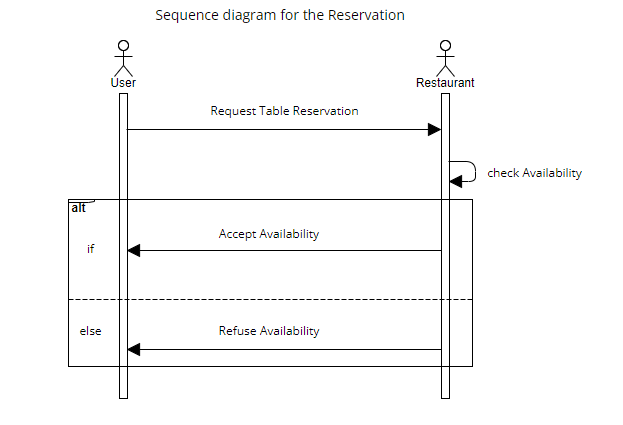 Sequence diagram for the Reservation
User
Restaurant
Request Table Reservation
check Availability
alt
Accept Availability
if
else
Refuse Availability